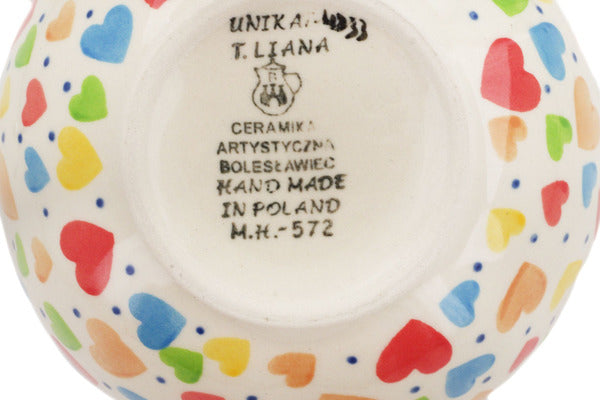 UNIKAT
T. LIANA
CERAMIKA
ARTYSTYCZNA
BOLESŁAWIEC
HAND MADE
IN POLAND
M.H.-572